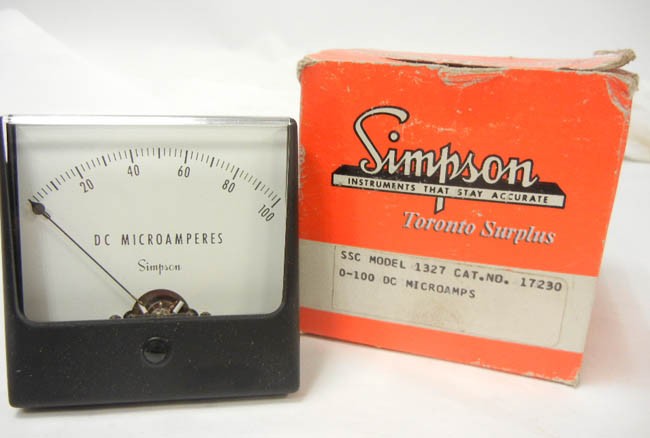 20 40 60 80 100
DC MICROAMPERES
Simpson
Simpson
INSTRUMENTS THAT STAY ACCURATE
Toronto Surplus
SSC MODEL 1327 CAT.NO. 17230
0-100 DC MICROAMPS